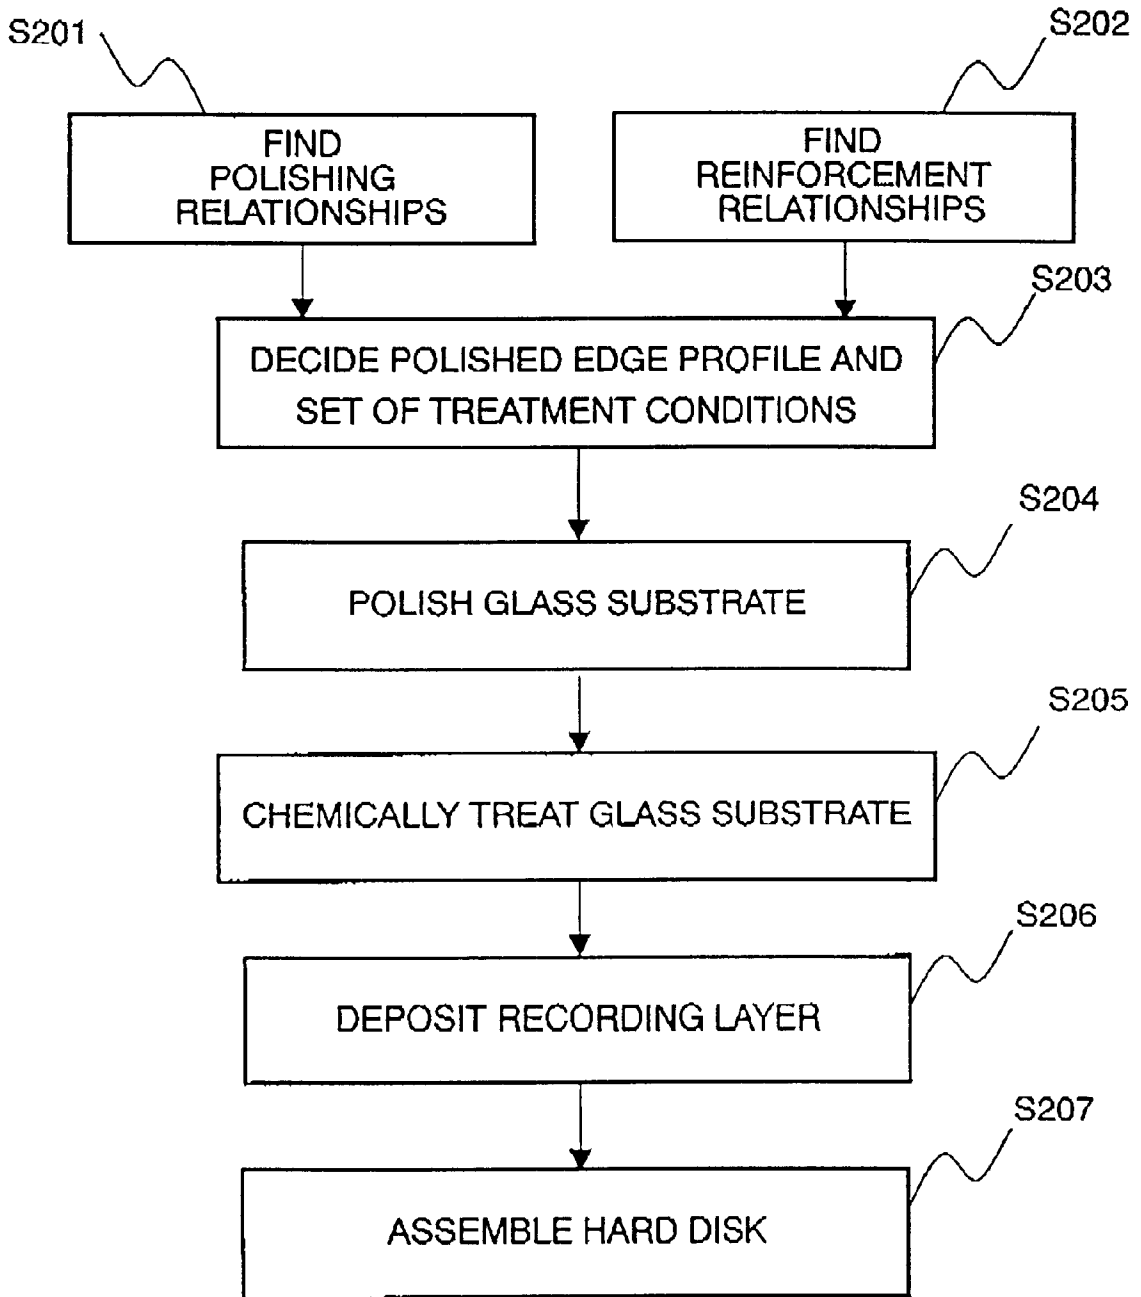 S201
S202
FIND
POLISHING
RELATIONSHIPS
FIND
REINFORCEMENT
RELATIONSHIPS
S203
DECIDE POLISHED EDGE PROFILE AND
SET OF TREATMENT CONDITIONS
S204
POLISH GLASS SUBSTRATE
S205
CHEMICALLY TREAT GLASS SUBSTRATE
S206
DEPOSIT RECORDING LAYER
S207
ASSEMBLE HARD DISK